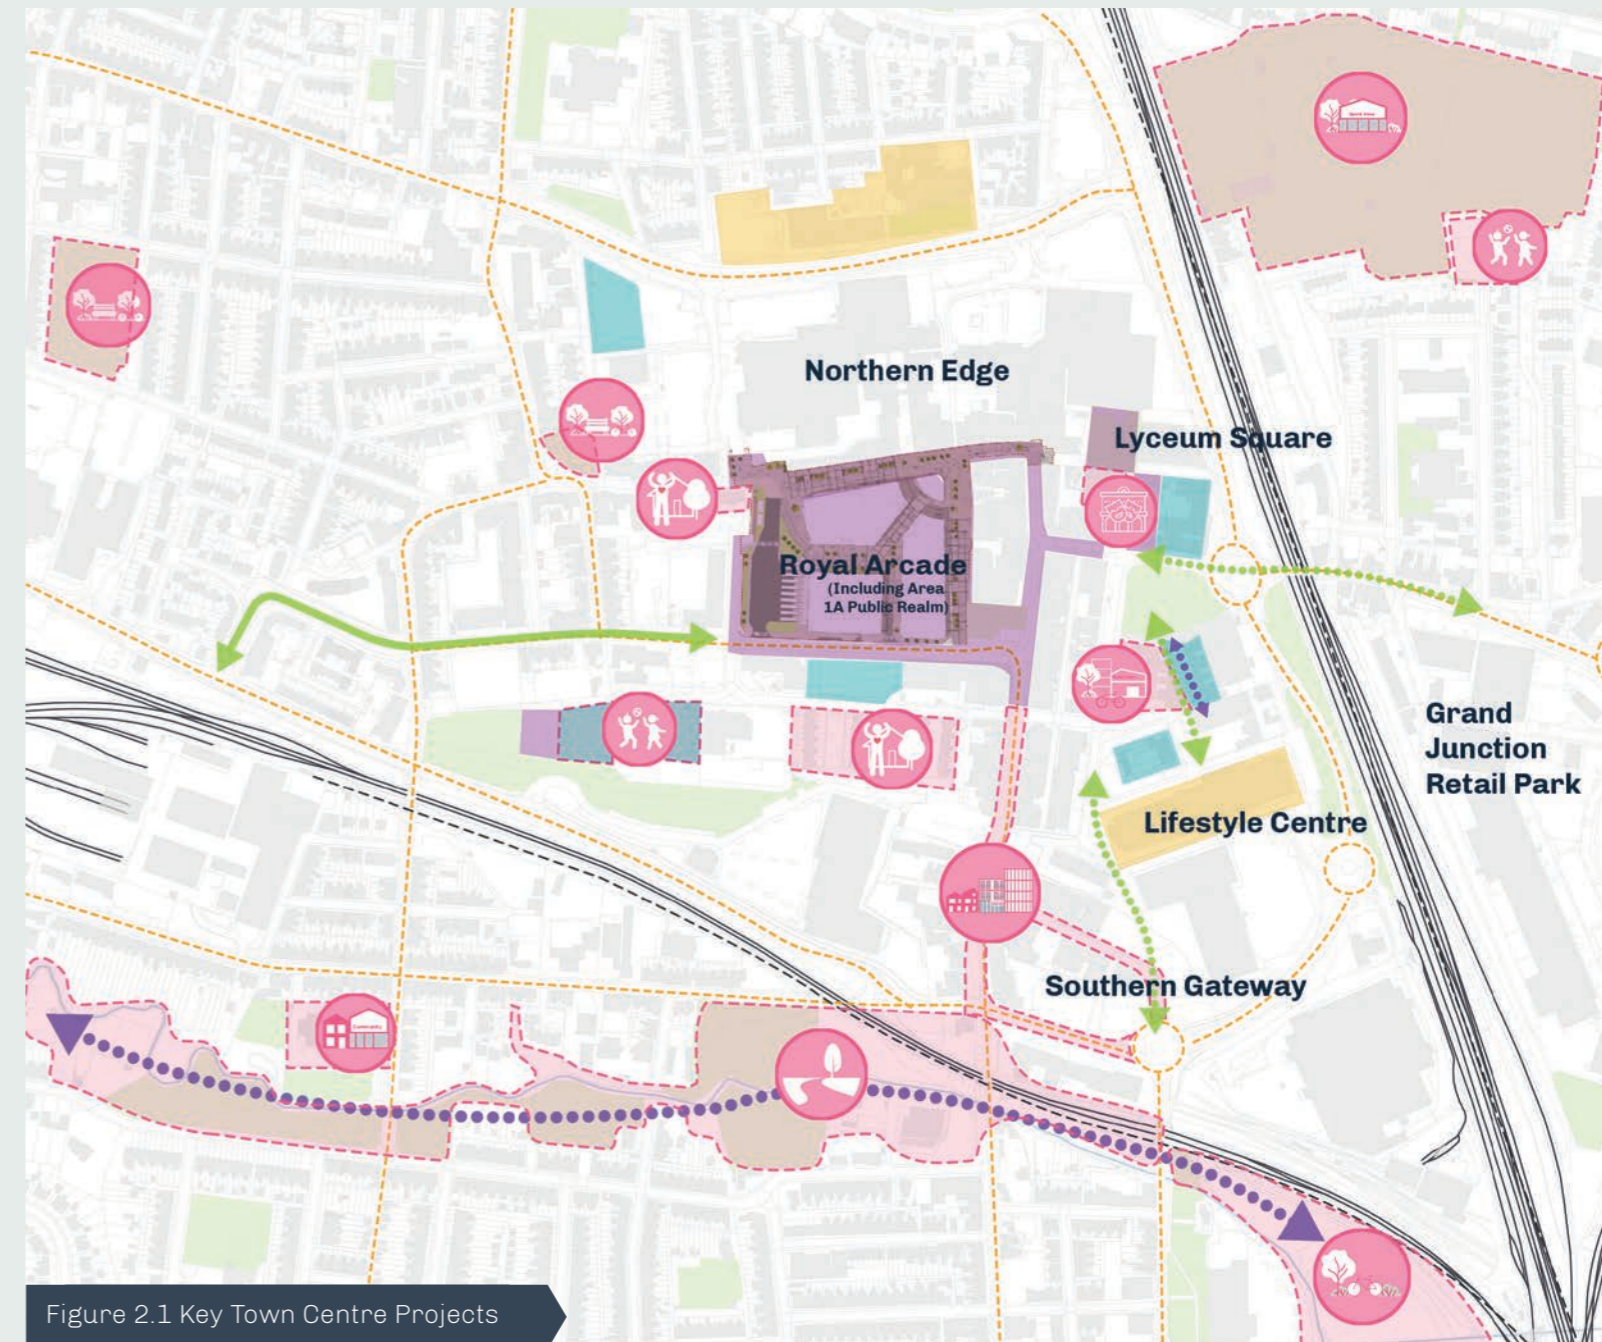 Northern Edge
Lyceum Square
Royal Arcade
(Including Area
1A Public Realm)
Grand
Junction
Retail Park
Lifestyle Centre
Southern Gateway
Community
Figure 2.1 Key Town Centre Projects